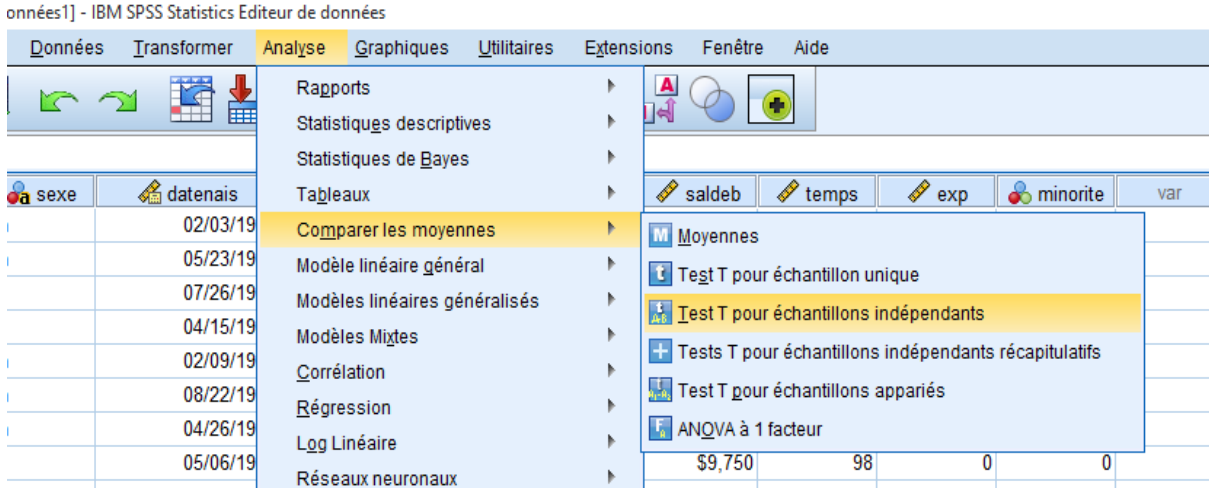 onnées1] - IBM SPSS Statistics Editeur de données
Données Transformer Analyse Graphiques Utilitaires Extensions Fenêtre Aide
Rapports
Statistiques descriptives
Statistiques de Bayes
Tableaux
Comparer les moyennes
Modèle linéaire général
Modèles linéaires généralisés
Modèles Mixtes
Corrélation
Régression
Log Linéaire
Réseaux neuronaux
A
a sexe datenais saldeb temps exp minorite var
02/03/19
05/23/19
07/26/19
04/15/19
02/09/19
08/22/19
04/26/19
05/06/19 $9,750 98 0 0
M Moyennes
t Test T pour échantillon unique
Test T pour échantillons indépendants
Tests T pour échantillons indépendants récapitulatifs
Test T pour échantillons appariés
ANOVA à 1 facteur